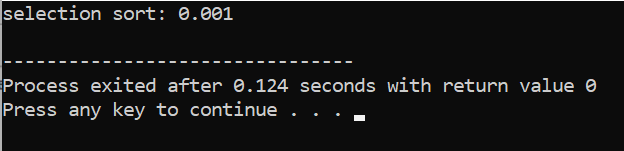 selection sort: 0.001
--------------------------------
Process exited after 0.124 seconds with return value 0
Press any key to continue . . .